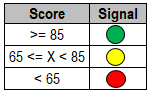 Score Signal
>= 85
65 <= X < 85
< 65